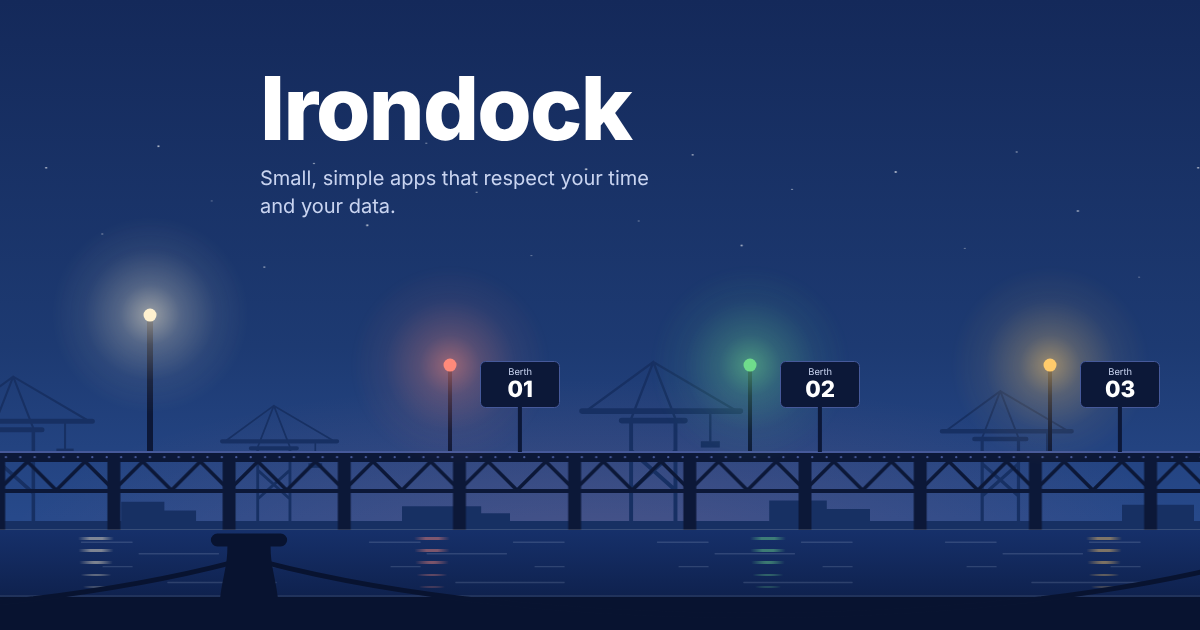 Irondock
Small, simple apps that respect your time
and your data.
Berth
01
Berth
02
Berth
03